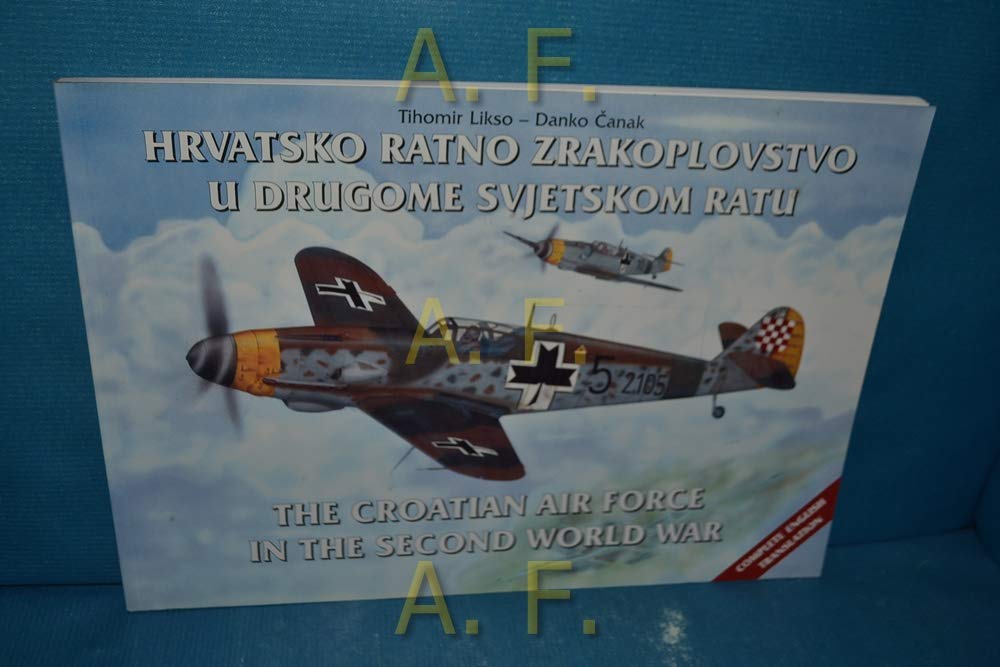 A. F.
Tihomir Likso – Danko Čanak
HRVATSKO RATNO ZRAKOPLOVSTVO
U DRUGOME SVJETSKOM RATU
A. F.
5 2105
THE CROATIAN AIR FORCE
IN THE SECOND WORLD WAR
COMPLETE ENGLISH
TRANSLATION
A. F.